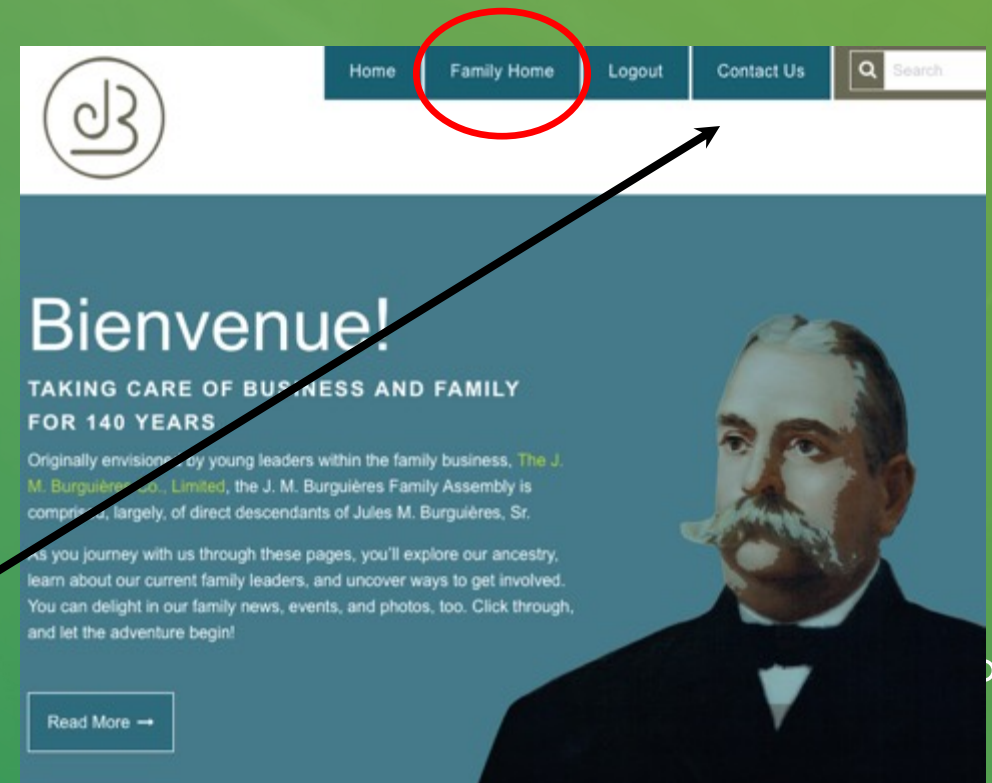 Home Family Home Logout Contact Us Search
JB
Bienvenue!
TAKING CARE OF BUSINESS AND FAMILY
FOR 140 YEARS
Originally envisioned by young leaders within the family business, The J.
M. Burguières Co., Limited, the J. M. Burguières Family Assembly is
comprised, largely, of direct descendants of Jules M. Burguières, Sr.
As you journey with us through these pages, you'll explore our ancestry,
learn about our current family leaders, and uncover ways to get involved.
You can delight in our family news, events, and photos, too. Click through,
and let the adventure begin!
Read More →